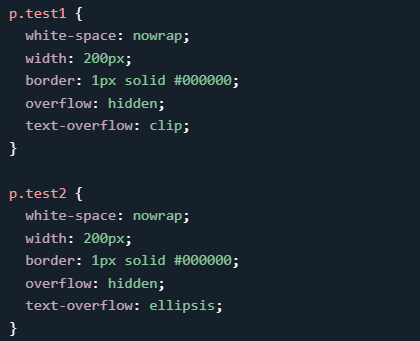 p.test1 {
  white-space: nowrap;
  width: 200px;
  border: 1px solid #000000;
  overflow: hidden;
  text-overflow: clip;
}

p.test2 {
  white-space: nowrap;
  width: 200px;
  border: 1px solid #000000;
  overflow: hidden;
  text-overflow: ellipsis;
}